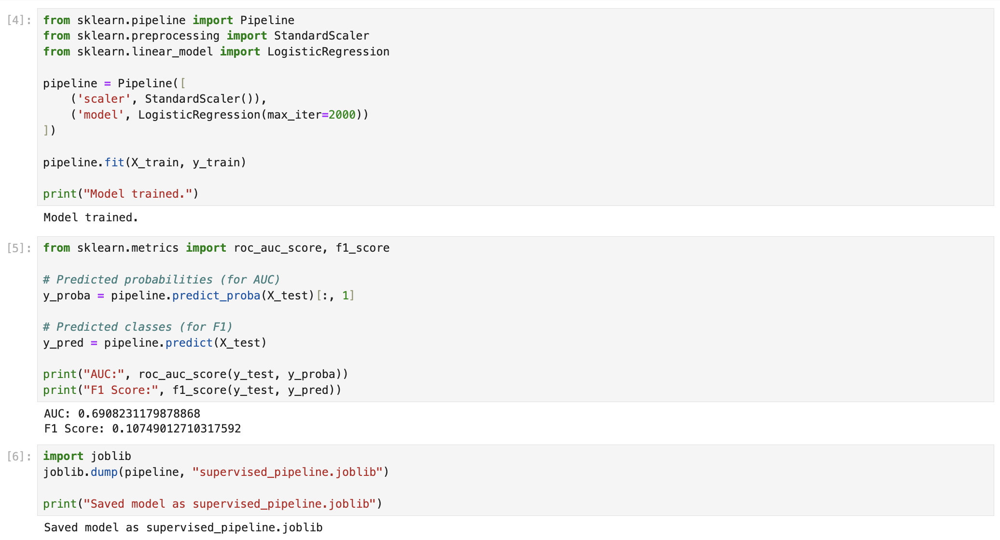 [4]: from sklearn.pipeline import Pipeline
from sklearn.preprocessing import StandardScaler
from sklearn.linear_model import LogisticRegression
pipeline = Pipeline([
('scaler', StandardScaler()),
('model', LogisticRegression(max_iter=2000))
])
pipeline.fit(X_train, y_train)
print("Model trained.")
Model trained.
[5]: from sklearn.metrics import roc_auc_score, f1_score
# Predicted probabilities (for AUC)
y_proba = pipeline.predict_proba(X_test)[:, 1]
# Predicted classes (for F1)
y_pred = pipeline.predict(X_test)
print("AUC:", roc_auc_score(y_test, y_proba))
print("F1 Score:", f1_score(y_test, y_pred))
AUC: 0.6908231179878868
F1 Score: 0.10749012710317592
[6]: import joblib
joblib.dump(pipeline, "supervised_pipeline.joblib")
print("Saved model as supervised_pipeline.joblib")
Saved model as supervised_pipeline.joblib